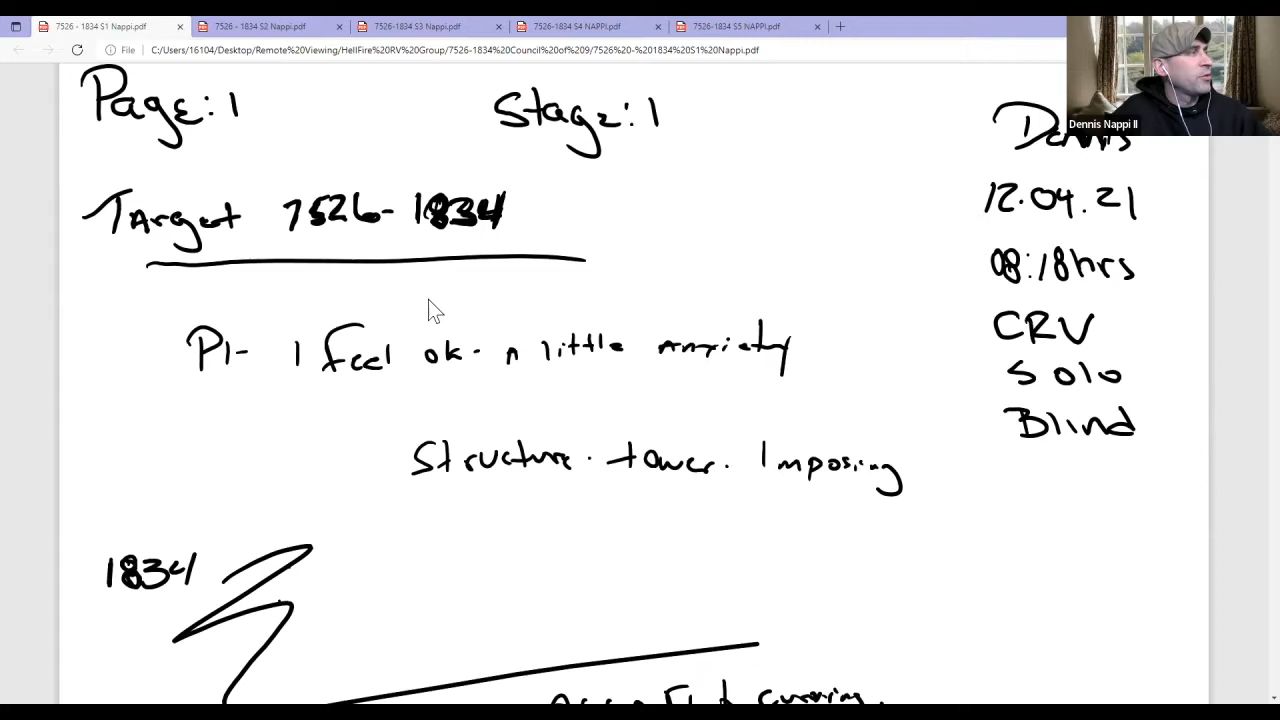 7526 - 1834 S1 Nappi.pdf
7526 - 1834 S2 Nappi.pdf
7526-1834 S3 Nappi.pdf
7526-1834 S4 NAPPI.pdf
7526-1834 S5 NAPPI.pdf
File
C:/Users/16104/Desktop/Remote%20Viewing/HellFire%20RV%20Group/7526-1834%20Council%20of%209/7526%20-%201834%20S1%20Nappi.pdf
Dennis Nappi II
Page: 1
Stage: 1
Dennis
Target 7526-1834
12.04.21
08:18hrs
CRV
Solo
Blind
PI- I feel ok. A little anxiety
Structure. tower. Imposing
1834